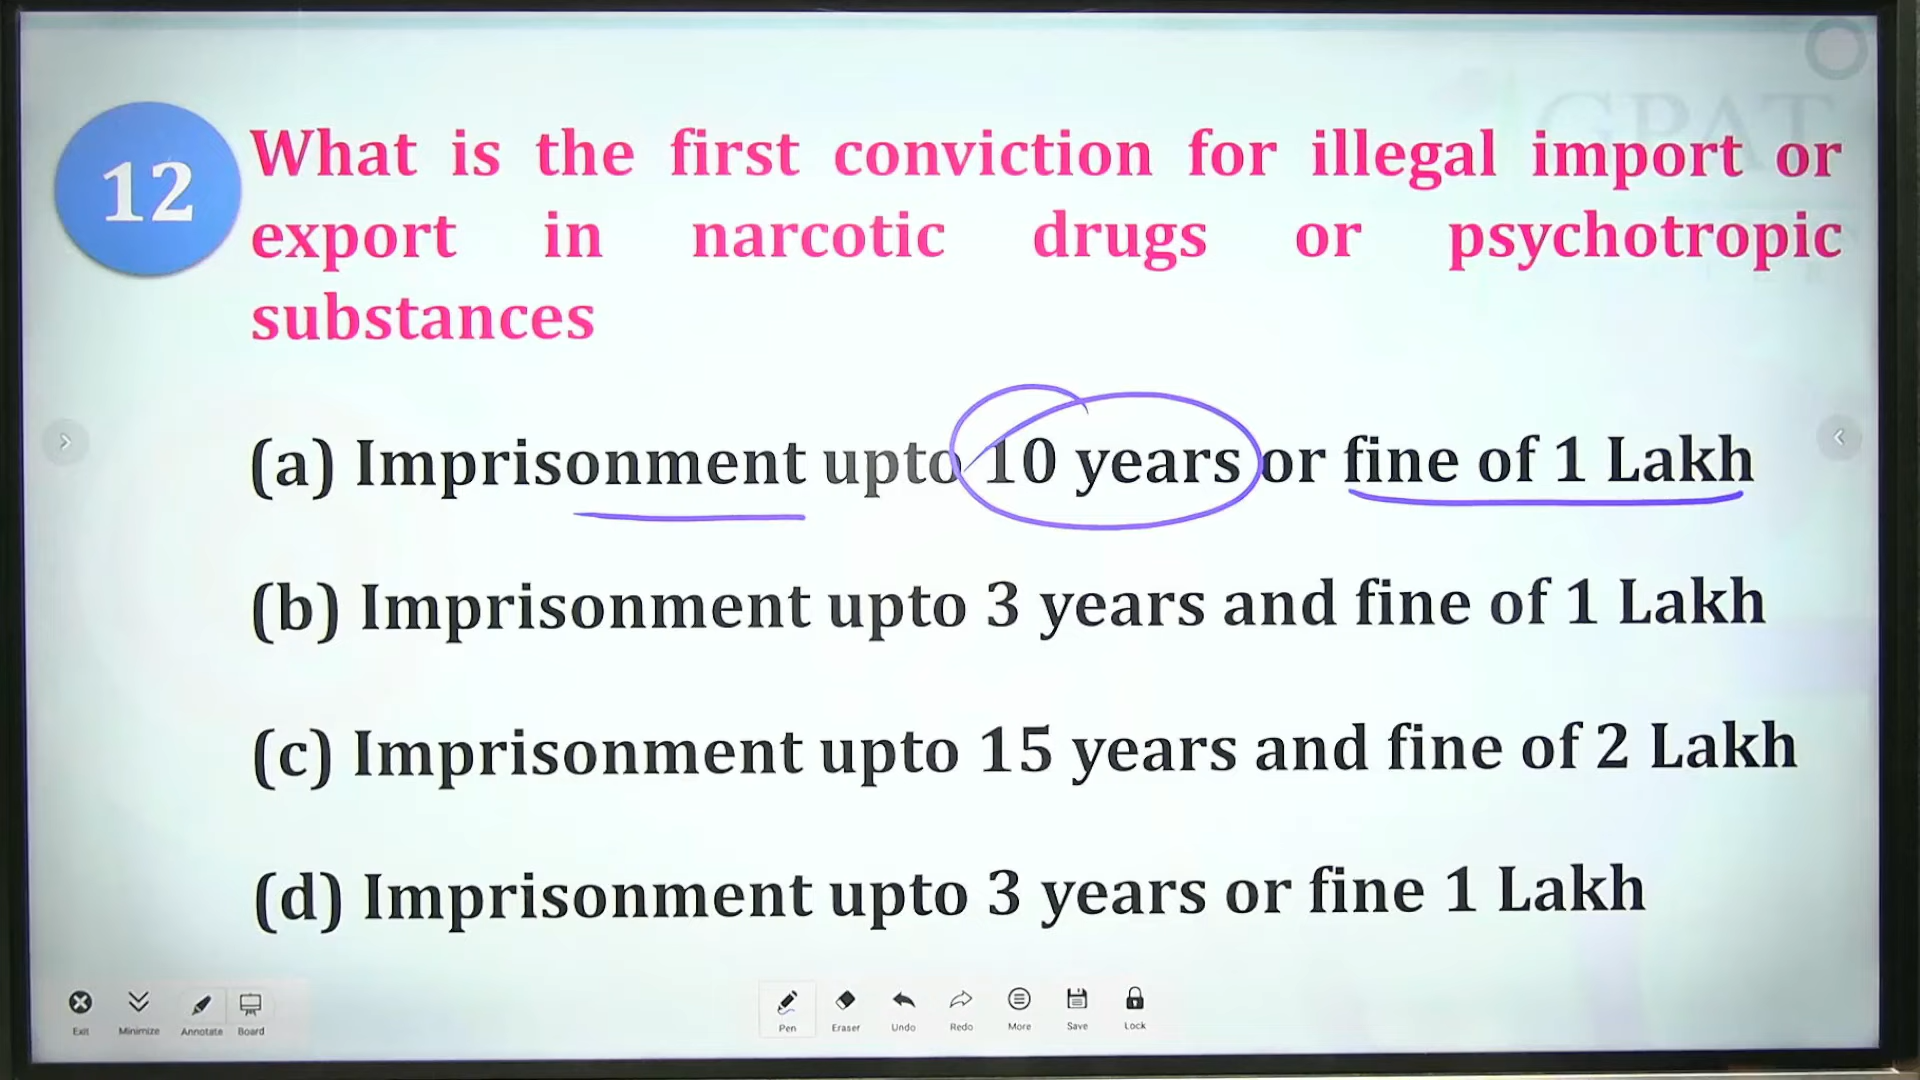 GPAT
12
What is the first conviction for illegal import or
export in narcotic drugs or psychotropic
substances
(a) Imprisonment upto 10 years or fine of 1 Lakh
(b) Imprisonment upto 3 years and fine of 1 Lakh
(c) Imprisonment upto 15 years and fine of 2 Lakh
(d) Imprisonment upto 3 years or fine 1 Lakh
Exit Minimize Annotate Board Pen Eraser Undo Redo More Save Lock